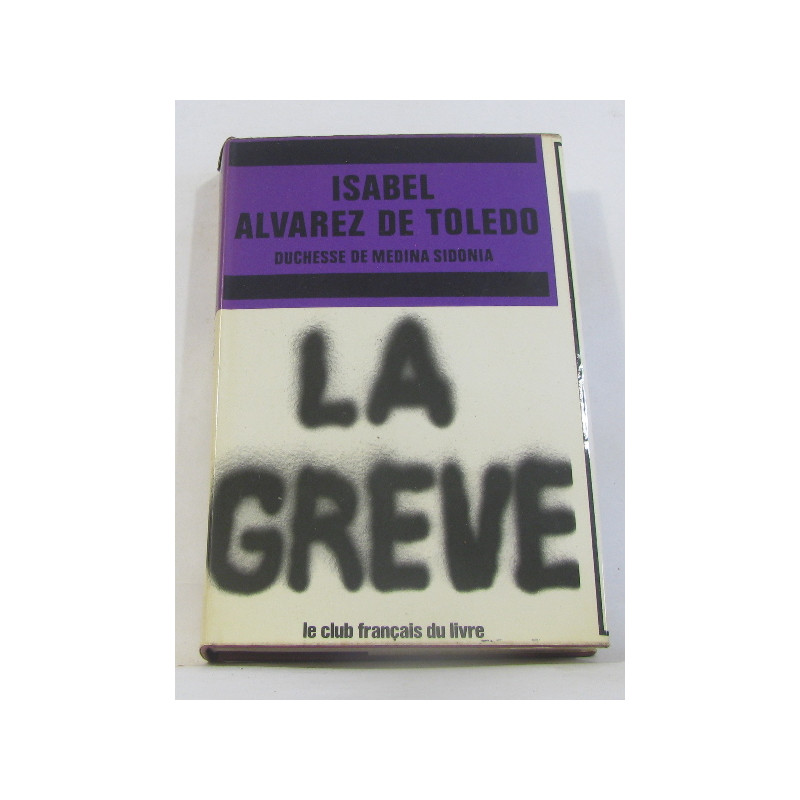 ISABEL
ALVAREZ DE TOLEDO
DUCHESSE DE MEDINA SIDONIA
LA
GREVE
le club français du livre